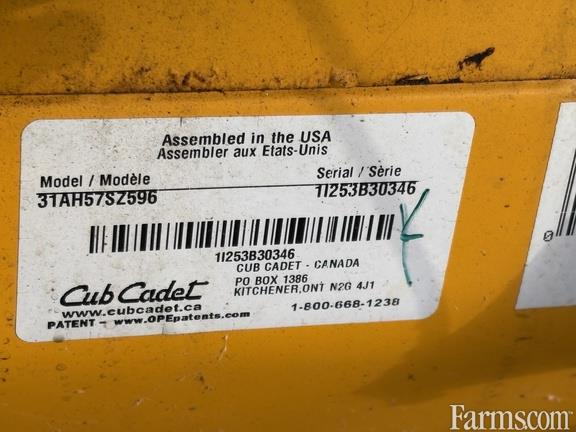 Assembled in the USA
Assembler aux Etats-Unis
Model / Modèle
Serial / Série
31AH57SZ596
1I253B30346
1I253B30346
CUB CADET - CANADA
PO BOX 1386
KITCHENER,ONT N2G 4J1
Cub Cadet
www.cubcadet.ca
1-800-668-1238
PATENT - www.OPEpatents.com
K
0
Farms.com